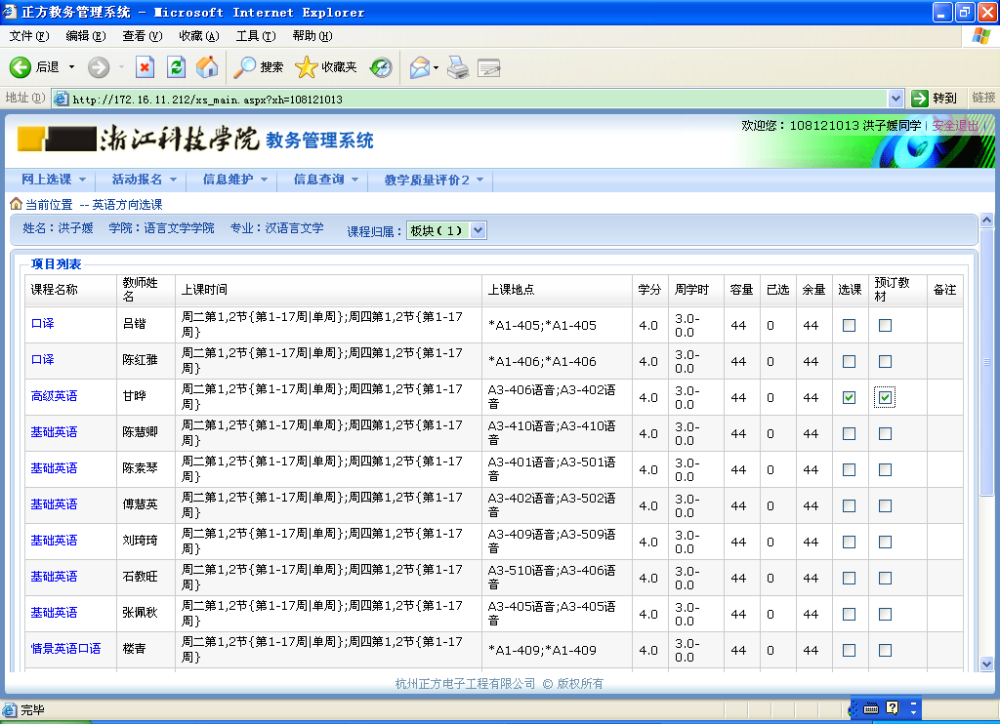 正方教务管理系统 - Microsoft Internet Explorer
文件(F) 编辑(E) 查看(V) 收藏(A) 工具(T) 帮助(H)
后退 搜索 收藏夹
地址(D) http://172.16.11.212/xs_main.aspx?xh=108121013 转到 链接
浙江科技学院 教务管理系统
欢迎您：108121013 洪子媛同学 | 安全退出
网上选课 活动报名 信息维护 信息查询 教学质量评价2
当前位置 -- 英语方向选课
姓名：洪子媛 学院：语言文学学院 专业：汉语言文学 课程归属：板块(1)
项目列表
课程名称 教师姓名 上课时间 上课地点 学分 周学时 容量 已选 余量 选课 预订教材 备注
口译 吕锴 周二第1,2节{第1-17周|单周};周四第1,2节{第1-17周} *A1-405;*A1-405 4.0 3.0-0.0 44 0 44
口译 陈红雅 周二第1,2节{第1-17周|单周};周四第1,2节{第1-17周} *A1-406;*A1-406 4.0 3.0-0.0 44 0 44
高级英语 甘晔 周二第1,2节{第1-17周|单周};周四第1,2节{第1-17周} A3-406语音;A3-402语音 4.0 3.0-0.0 44 0 44
基础英语 陈慧卿 周二第1,2节{第1-17周|单周};周四第1,2节{第1-17周} A3-410语音;A3-410语音 4.0 3.0-0.0 44 0 44
基础英语 陈素琴 周二第1,2节{第1-17周|单周};周四第1,2节{第1-17周} A3-401语音;A3-501语音 4.0 3.0-0.0 44 0 44
基础英语 傅慧英 周二第1,2节{第1-17周|单周};周四第1,2节{第1-17周} A3-402语音;A3-502语音 4.0 3.0-0.0 44 0 44
基础英语 刘琦琦 周二第1,2节{第1-17周|单周};周四第1,2节{第1-17周} A3-409语音;A3-509语音 4.0 3.0-0.0 44 0 44
基础英语 石教旺 周二第1,2节{第1-17周|单周};周四第1,2节{第1-17周} A3-510语音;A3-406语音 4.0 3.0-0.0 44 0 44
基础英语 张佩秋 周二第1,2节{第1-17周|单周};周四第1,2节{第1-17周} A3-405语音;A3-405语音 4.0 3.0-0.0 44 0 44
情景英语口语 楼青 周二第1,2节{第1-17周|单周};周四第1,2节{第1-17周} *A1-409;*A1-409 4.0 3.0-0.0 44 0 44
杭州正方电子工程有限公司 © 版权所有
完毕